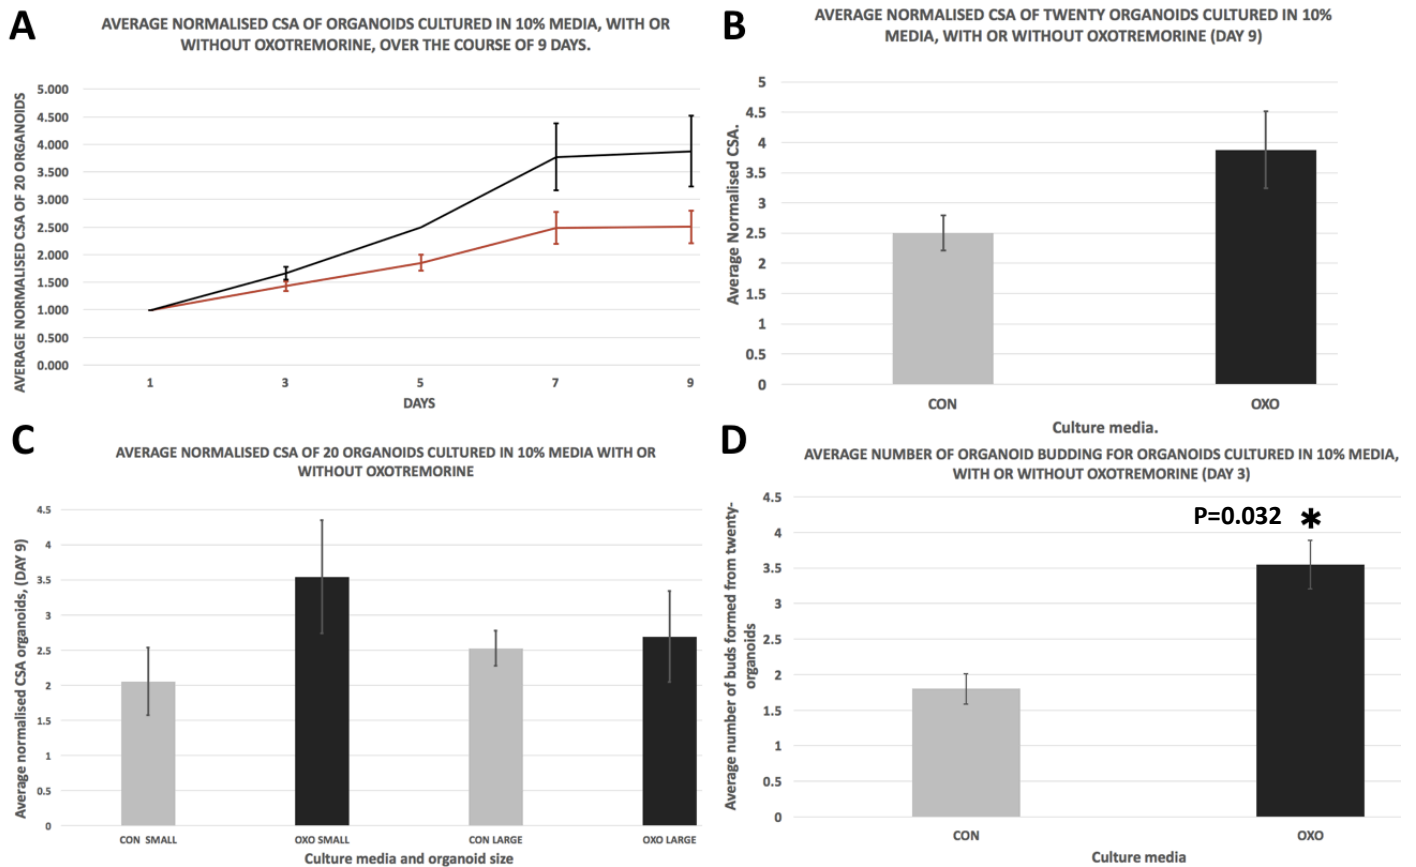 A
AVERAGE NORMALISED CSA OF ORGANOIDS CULTURED IN 10% MEDIA, WITH OR
WITHOUT OXOTREMORINE, OVER THE COURSE OF 9 DAYS.
AVERAGE NORMALISED CSA OF 20 ORGANOIDS
5.000
4.500
4.000
3.500
3.000
2.500
2.000
1.500
1.000
0.500
0.000
1 3 5 7 9
DAYS
B
AVERAGE NORMALISED CSA OF TWENTY ORGANOIDS CULTURED IN 10%
MEDIA, WITH OR WITHOUT OXOTREMORINE (DAY 9)
Average Normalised CSA.
5
4.5
4
3.5
3
2.5
2
1.5
1
0.5
0
CON OXO
Culture media.
C
AVERAGE NORMALISED CSA OF 20 ORGANOIDS CULTURED IN 10% MEDIA WITH OR
WITHOUT OXOTREMORINE
Average normalised CSA organoids, (DAY 9)
4.5
4
3.5
3
2.5
2
1.5
1
0.5
0
CON SMALL OXO SMALL CON LARGE OXO LARGE
Culture media and organoid size
D
AVERAGE NUMBER OF ORGANOID BUDDING FOR ORGANOIDS CULTURED IN 10% MEDIA,
WITH OR WITHOUT OXOTREMORINE (DAY 3)
Average number of buds formed from twenty-
organoids
4.5
4
3.5
3
2.5
2
1.5
1
0.5
0
P=0.032 *
CON OXO
Culture media